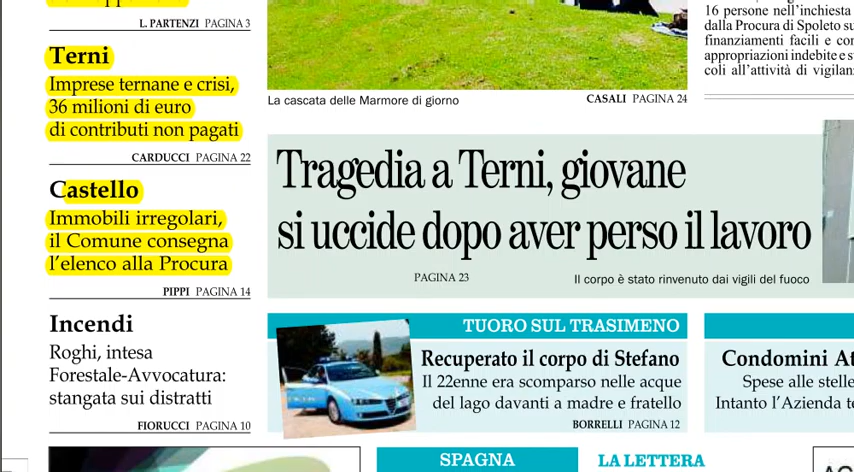 L. PARTENZI PAGINA 3
Terni
Imprese ternane e crisi,
36 milioni di euro
di contributi non pagati
CARDUCCI PAGINA 22
Castello
Immobili irregolari,
il Comune consegna
l'elenco alla Procura
PIPPI PAGINA 14
Incendi
Roghi, intesa
Forestale-Avvocatura:
stangata sui distratti
FIORUCCI PAGINA 10
La cascata delle Marmore di giorno
CASALI PAGINA 24
16 persone nell'inchiesta
dalla Procura di Spoleto su
finanziamenti facili e con
appropriazioni indebite e s
coli all'attività di vigilan
Tragedia a Terni, giovane
si uccide dopo aver perso il lavoro
PAGINA 23
Il corpo è stato rinvenuto dai vigili del fuoco
TUORO SUL TRASIMENO
Recuperato il corpo di Stefano
Il 22enne era scomparso nelle acque
del lago davanti a madre e fratello
BORRELLI PAGINA 12
Condomini At
Spese alle stelle
Intanto l'Azienda te
SPAGNA
LA LETTERA